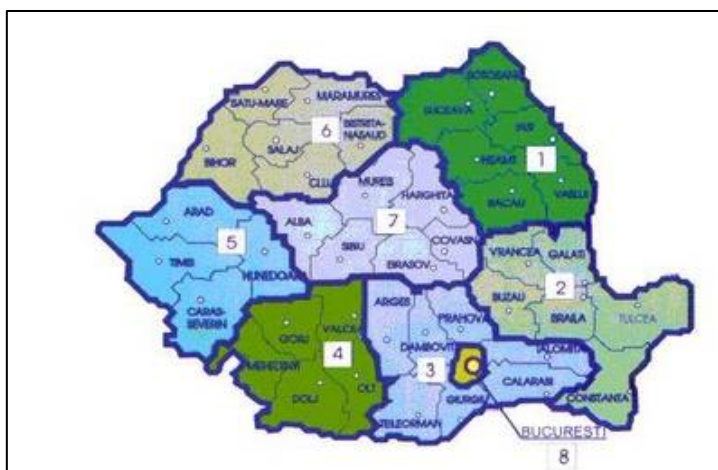 BOTOSANI
SUCEAVA
IASI
NEAMT
1
BACAU
VASLUI
SATU-MARE
MARAMURES
6
BISTRITA-
NASAUD
SALAJ
BIHOR
CLUJ
MURES
HARGHITA
7
ALBA
SIBIU
COVASNA
BRASOV
ARAD
5
TIMIS
HUNEDOARA
CARAS-
SEVERIN
VRANCEA
GALATI
2
BUZAU
BRAILA
TULCEA
CONSTANTA
ARGES
PRAHOVA
DAMBOVITA
IALOMITA
3
CALARASI
GIURGIU
TELEORMAN
GORJ
VALCEA
4
MEHEDINTI
OLT
DOLJ
BUCURESTI
8